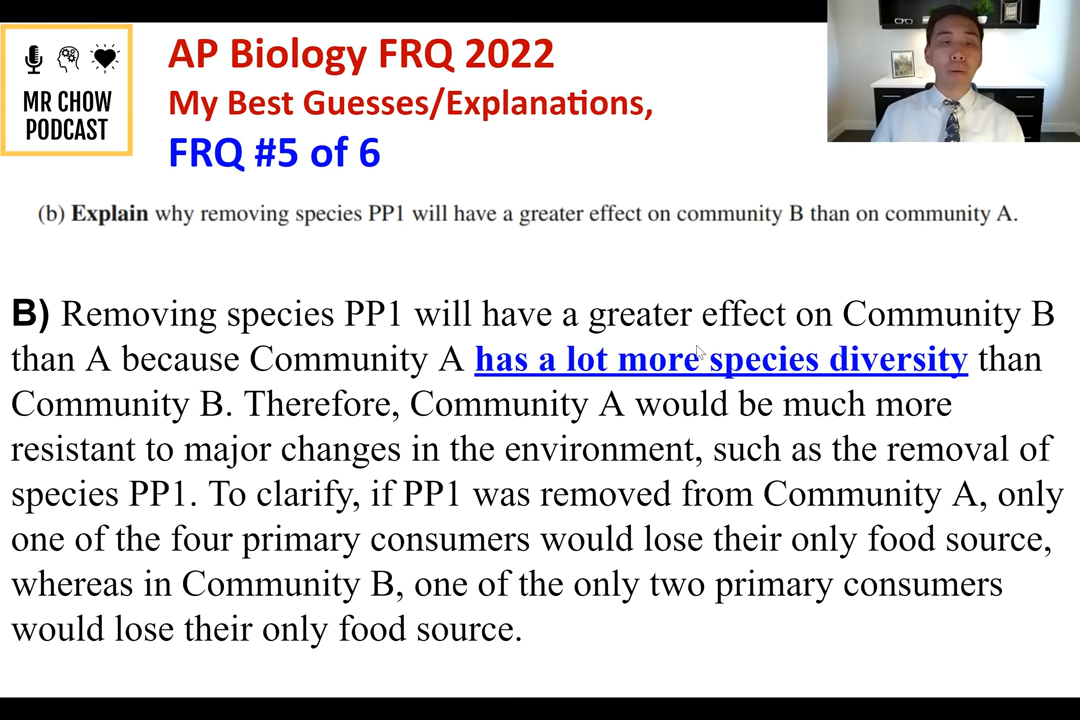 MR CHOW
PODCAST
AP Biology FRQ 2022
My Best Guesses/Explanations,
FRQ #5 of 6
(b) Explain why removing species PP1 will have a greater effect on community B than on community A.
B) Removing species PP1 will have a greater effect on Community B
than A because Community A has a lot more species diversity than
Community B. Therefore, Community A would be much more
resistant to major changes in the environment, such as the removal of
species PP1. To clarify, if PP1 was removed from Community A, only
one of the four primary consumers would lose their only food source,
whereas in Community B, one of the only two primary consumers
would lose their only food source.